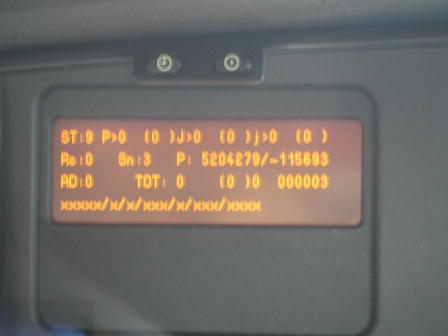 ST:9 P>0 (0 )J>0 (0 )j>0 (0 )
Re:0 Sn:3 P: 5204279/-115693
AD:0 TOT: 0 (0 )0 000003
xxxxx/x/x/xxx/x/xxx/xxxx